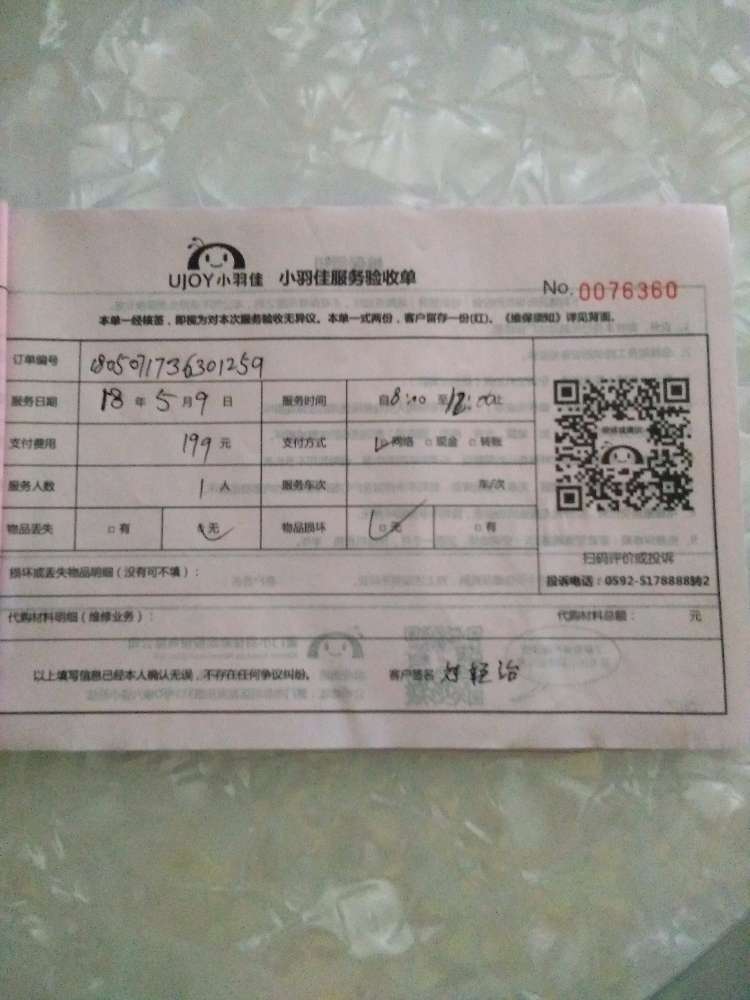 UJOY小羽佳 小羽佳服务验收单
No. 0076360
本单一经核签，即视为对本次服务验收无异议。本单一式两份，客户留存一份(红)。《维保须知》详见背面。
订单编号 1805071736301259
服务日期 18 年 5 月 9 日 服务时间 自8:00 至12:00止
支付费用 199 元 支付方式 网络 □ 现金 □ 转账
服务人数 1 人 服务车次 车/次
物品丢失 □ 有 无 物品损坏 无 □ 有
扫码评价或投诉
损坏或丢失物品明细（没有可不填）：
投诉电话：0592-5178888转2
代购材料明细（维修业务）： 代购材料总额： 元
以上填写信息已经本人确认无误，不存在任何争议纠纷。 客户签名